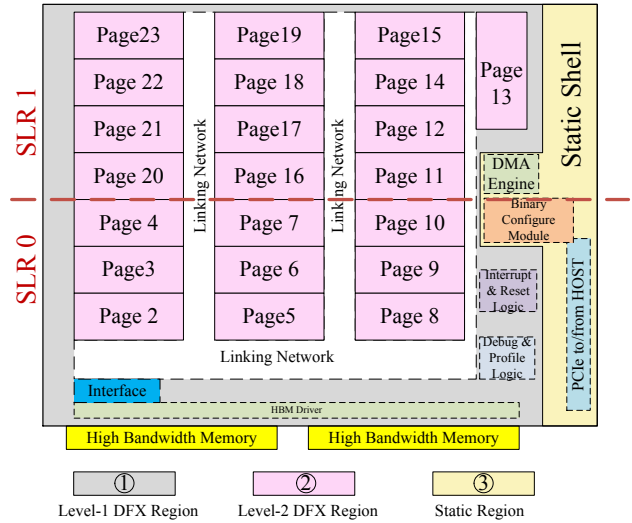 SLR 1
SLR 0
Page23
Page 22
Page 21
Page 20
Page 4
Page3
Page 2
Linking Network
Page19
Page 18
Page17
Page 16
Page 7
Page 6
Page5
Linking Network
Page15
Page 14
Page 12
Page 11
Page 10
Page 9
Page 8
Page
13
Static Shell
DMA
Engine
Binary
Configure
Module
Interrupt
& Reset
Logic
Debug &
Profile
Logic
PCIe to/from HOST
Linking Network
Interface
HBM Driver
High Bandwidth Memory
High Bandwidth Memory
①
Level-1 DFX Region
②
Level-2 DFX Region
③
Static Region